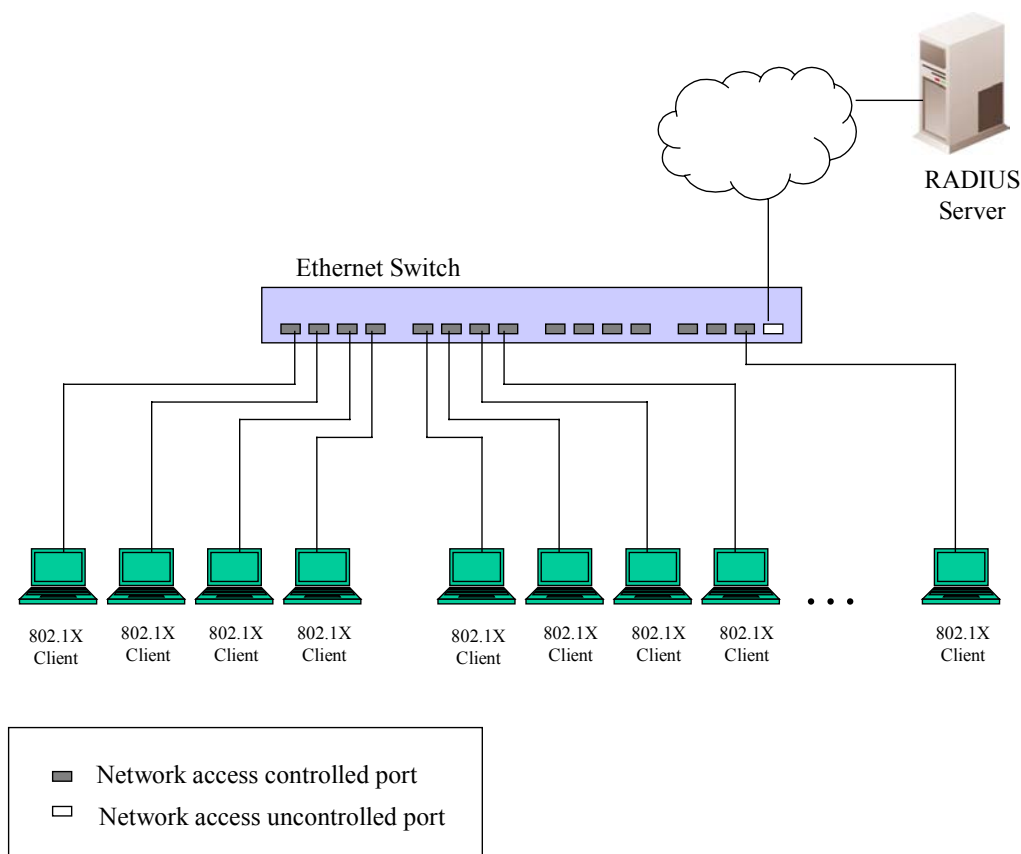 RADIUS
Server
Ethernet Switch
802.1X
Client
802.1X
Client
802.1X
Client
802.1X
Client
802.1X
Client
802.1X
Client
802.1X
Client
802.1X
Client
. . .
802.1X
Client
Network access controlled port
Network access uncontrolled port